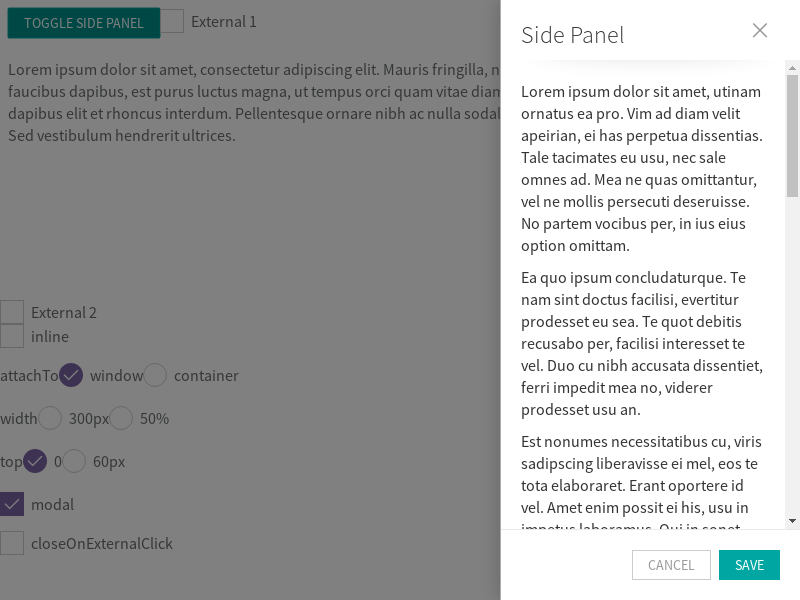 TOGGLE SIDE PANEL External 1
Lorem ipsum dolor sit amet, consectetur adipiscing elit. Mauris fringilla,
faucibus dapibus, est purus luctus magna, ut tempus orci quam vitae
dapibus elit et rhoncus interdum. Pellentesque ornare nibh ac nulla
Sed vestibulum hendrerit ultrices.
External 2
inline
attachTo window container
width 300px 50%
top 0 60px
modal
closeOnExternalClick
Side Panel
Lorem ipsum dolor sit amet, utinam
ornatus ea pro. Vim ad diam velit
apeirian, ei has perpetua dissentias.
Tale tacimates eu usu, nec sale
omnes ad. Mea ne quas omittantur,
vel ne mollis persecuti deseruisse.
No partem vocibus per, in ius eius
option omittam.
Ea quo ipsum concludaturque. Te
nam sint doctus facilisi, evertitur
prodesset eu sea. Te quot debitis
recusabo per, facilisi interesset te
vel. Duo cu nibh accusata dissentiet,
ferri impedit mea no, viderer
prodesset usu an.
Est nonumes necessitatibus cu, viris
sadipscing liberavisse ei mel, eos te
tota elaboraret. Erant oportere id
vel. Amet enim possit ei his, usu in
CANCEL SAVE